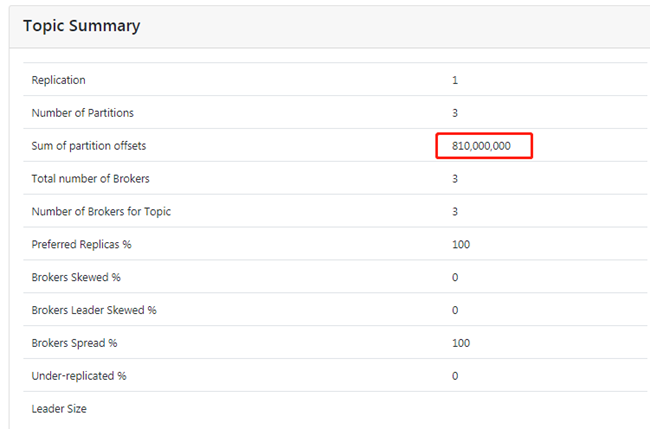 Topic Summary
Replication 1
Number of Partitions 3
Sum of partition offsets 810,000,000
Total number of Brokers 3
Number of Brokers for Topic 3
Preferred Replicas % 100
Brokers Skewed % 0
Brokers Leader Skewed % 0
Brokers Spread % 100
Under-replicated % 0
Leader Size